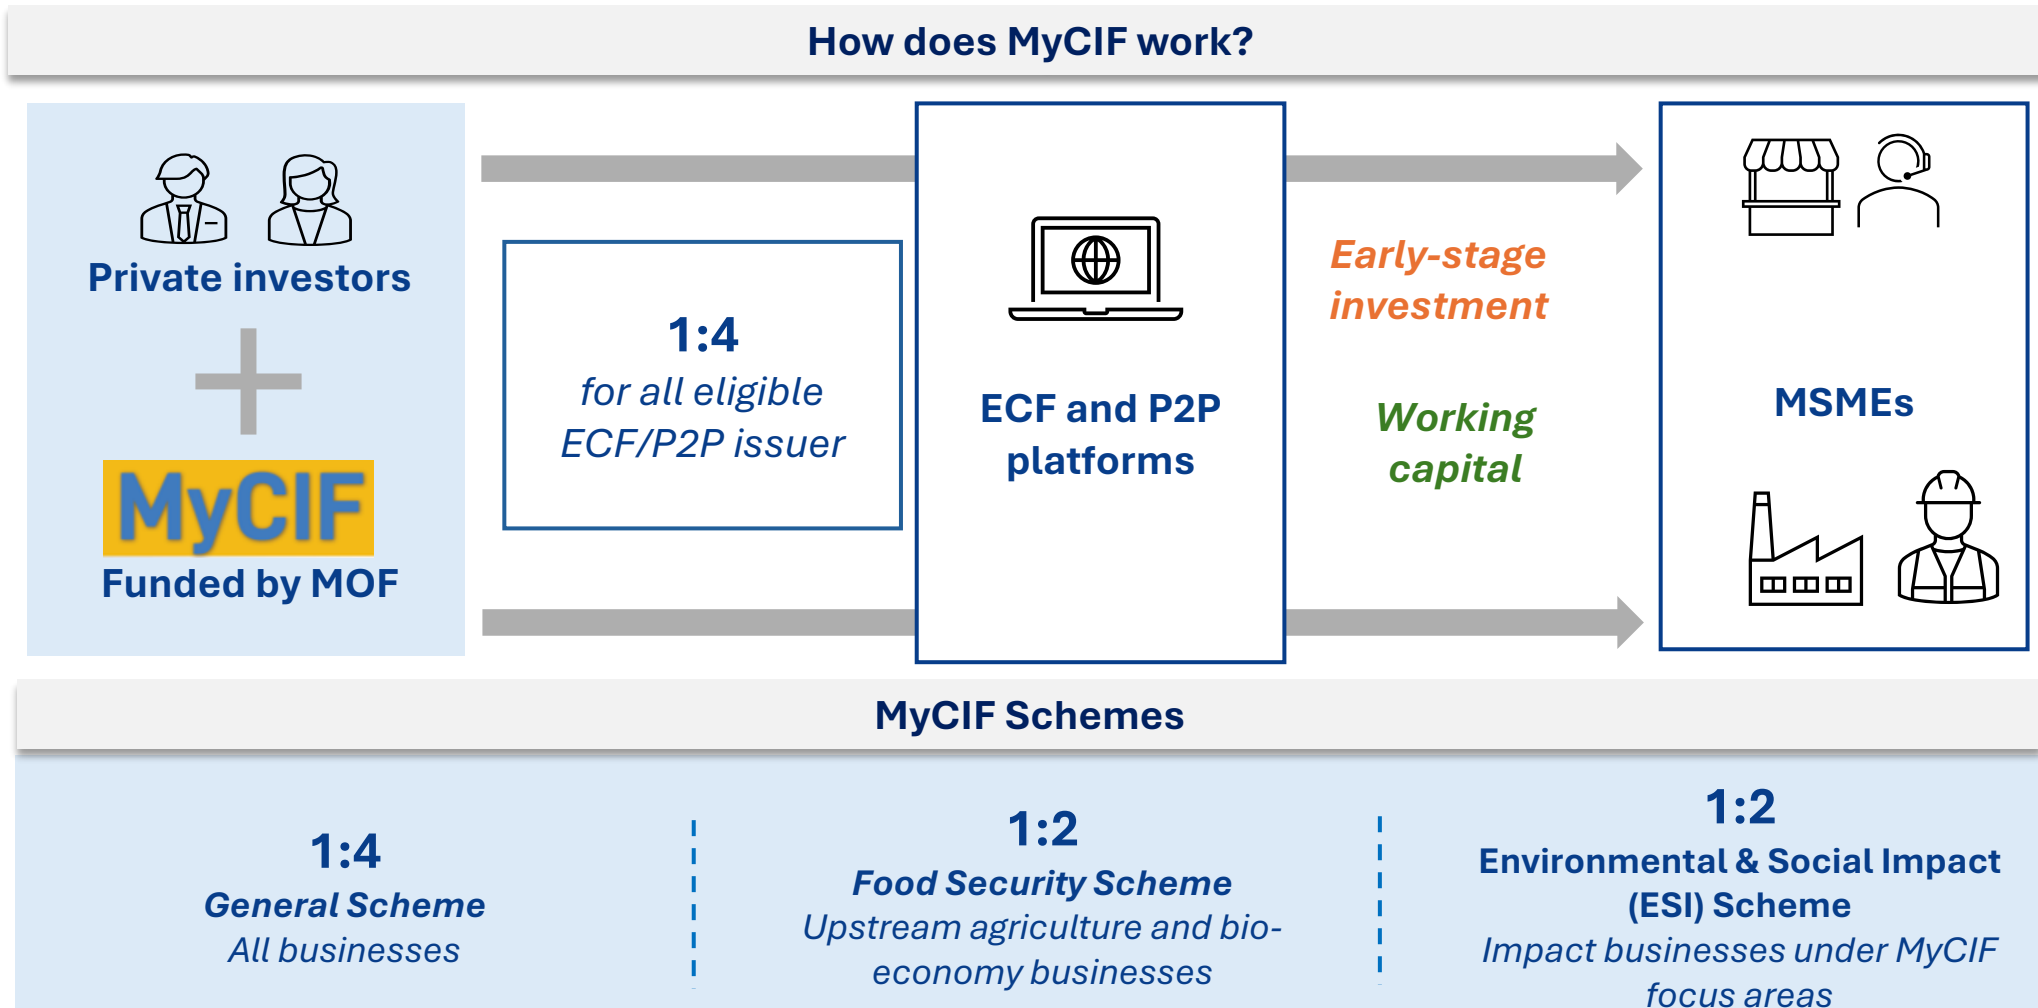 How does MyCIF work?
Private investors
MyCIF
Funded by MOF
1:4
for all eligible
ECF/P2P issuer
ECF and P2P
platforms
Early-stage
investment
Working
capital
MSMEs
MyCIF Schemes
1:4
General Scheme
All businesses
1:2
Food Security Scheme
Upstream agriculture and bio-
economy businesses
1:2
Environmental & Social Impact
(ESI) Scheme
Impact businesses under MyCIF
focus areas